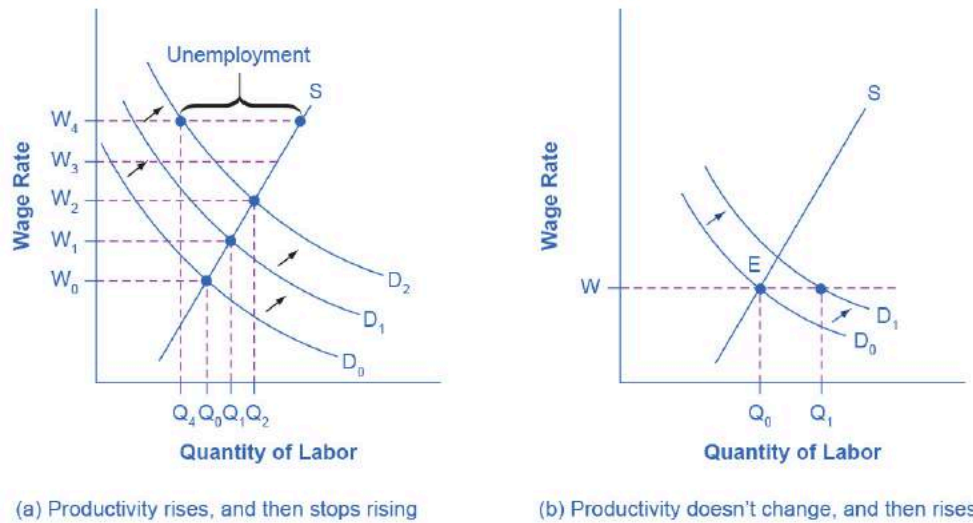 Unemployment
S
W4
W3
W2
W1
W0
Wage Rate
D2
D1
D0
Q4 Q0 Q1 Q2
Quantity of Labor
(a) Productivity rises, and then stops rising
S
Wage Rate
E
W
D1
D0
Q0 Q1
Quantity of Labor
(b) Productivity doesn't change, and then rises